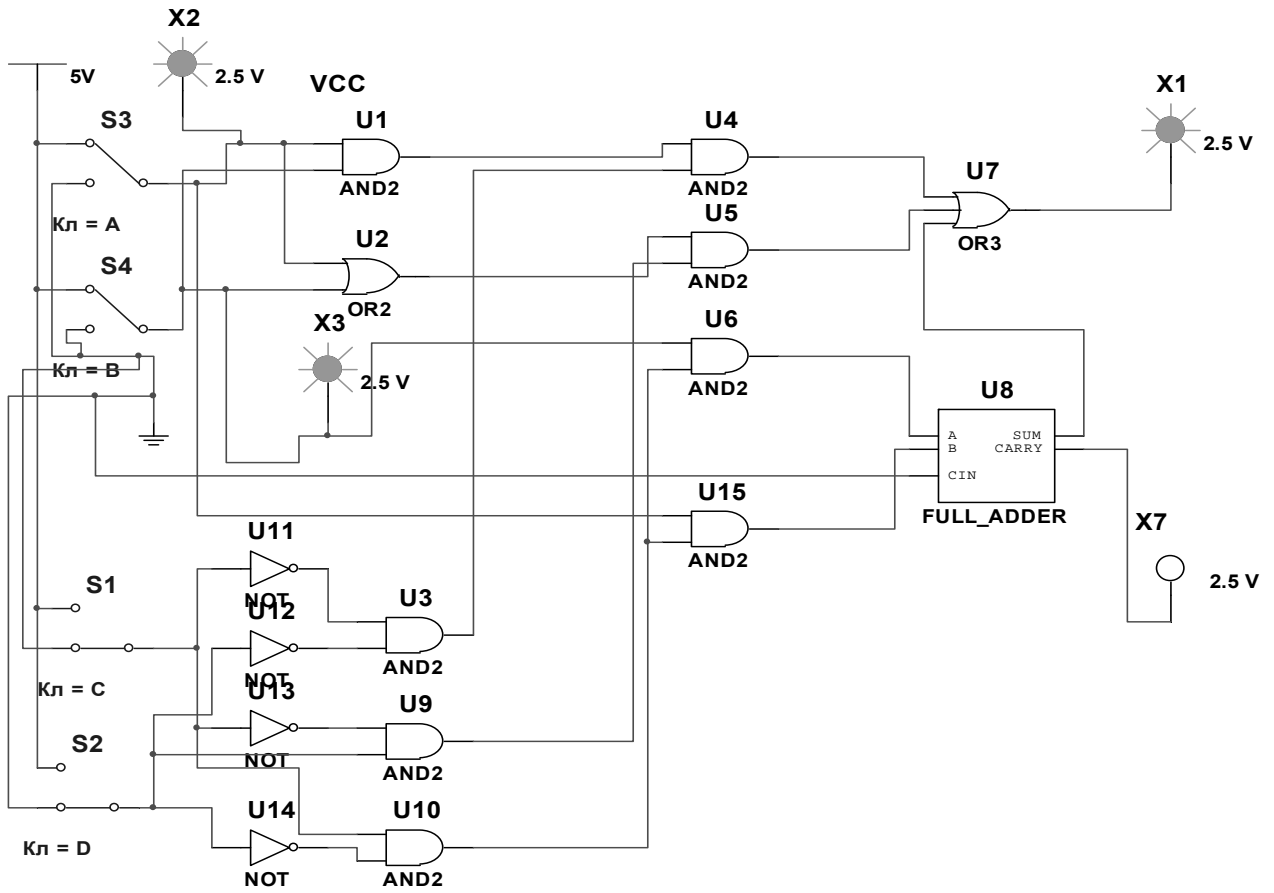 X2
5V
2.5 V
VCC
X1
2.5 V
S3
U1
AND2
U4
AND2
U7
OR3
Кл = A
U5
AND2
S4
U2
OR2
X3
2.5 V
U6
AND2
Кл = B
U8
A
B
CIN
SUM
CARRY
FULL_ADDER
U15
AND2
X7
2.5 V
U11
NOT
S1
U3
AND2
U12
NOT
Кл = C
U13
NOT
U9
AND2
S2
U14
NOT
U10
AND2
Кл = D